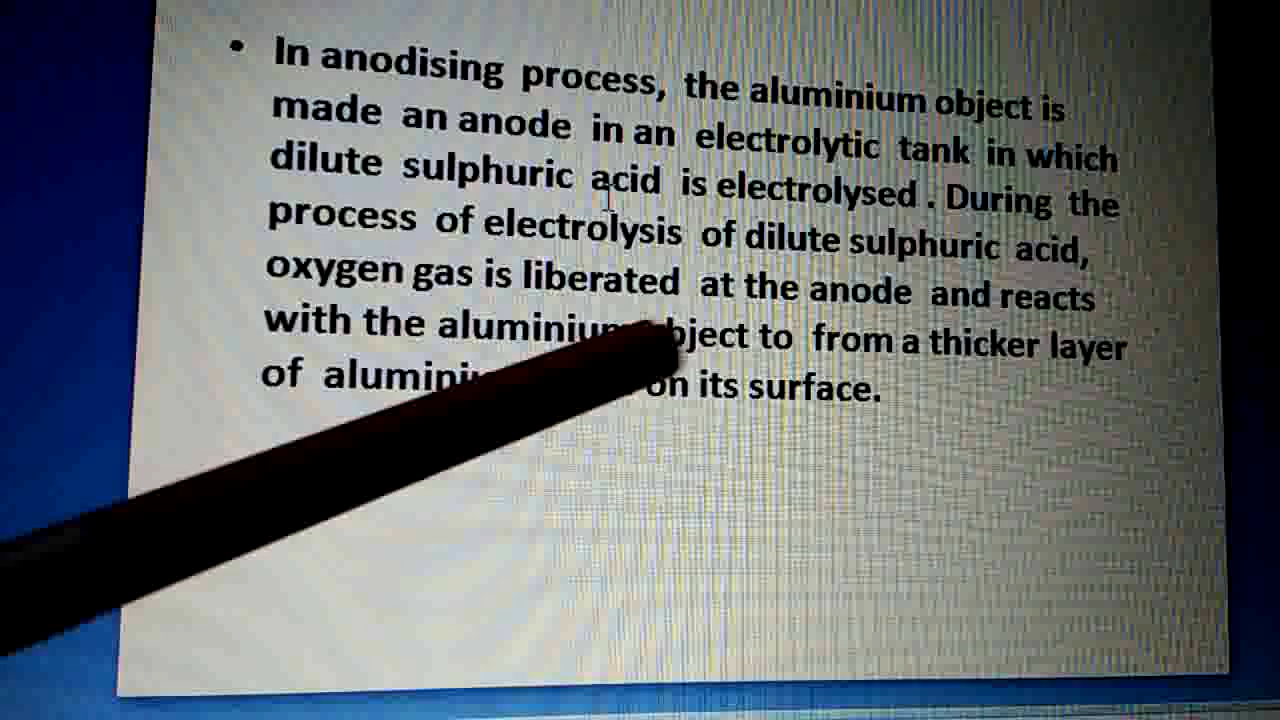 • In anodising process, the aluminium object is
made an anode in an electrolytic tank in which
dilute sulphuric acid is electrolysed . During the
process of electrolysis of dilute sulphuric acid,
oxygen gas is liberated at the anode and reacts
with the aluminium object to from a thicker layer
of on its surface.